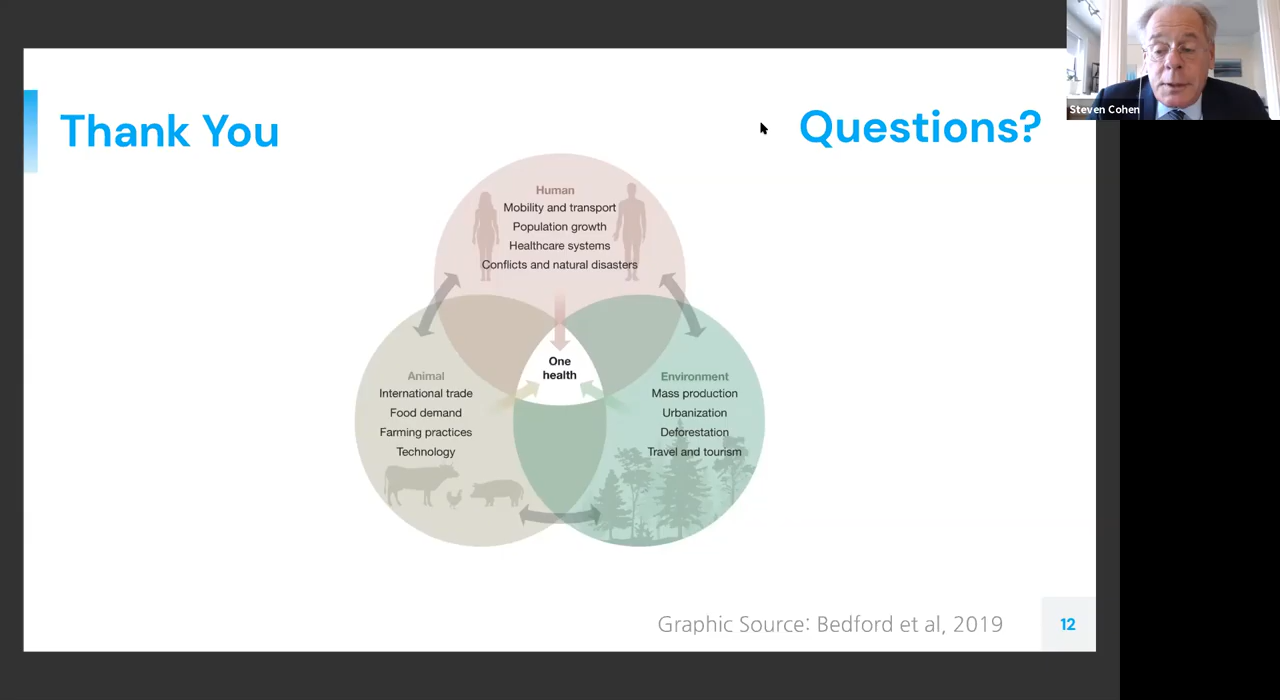 Thank You
Questions?
Steven Cohen
Human
Mobility and transport
Population growth
Healthcare systems
Conflicts and natural disasters
One
health
Animal
International trade
Food demand
Farming practices
Technology
Environment
Mass production
Urbanization
Deforestation
Travel and tourism
Graphic Source: Bedford et al, 2019
12